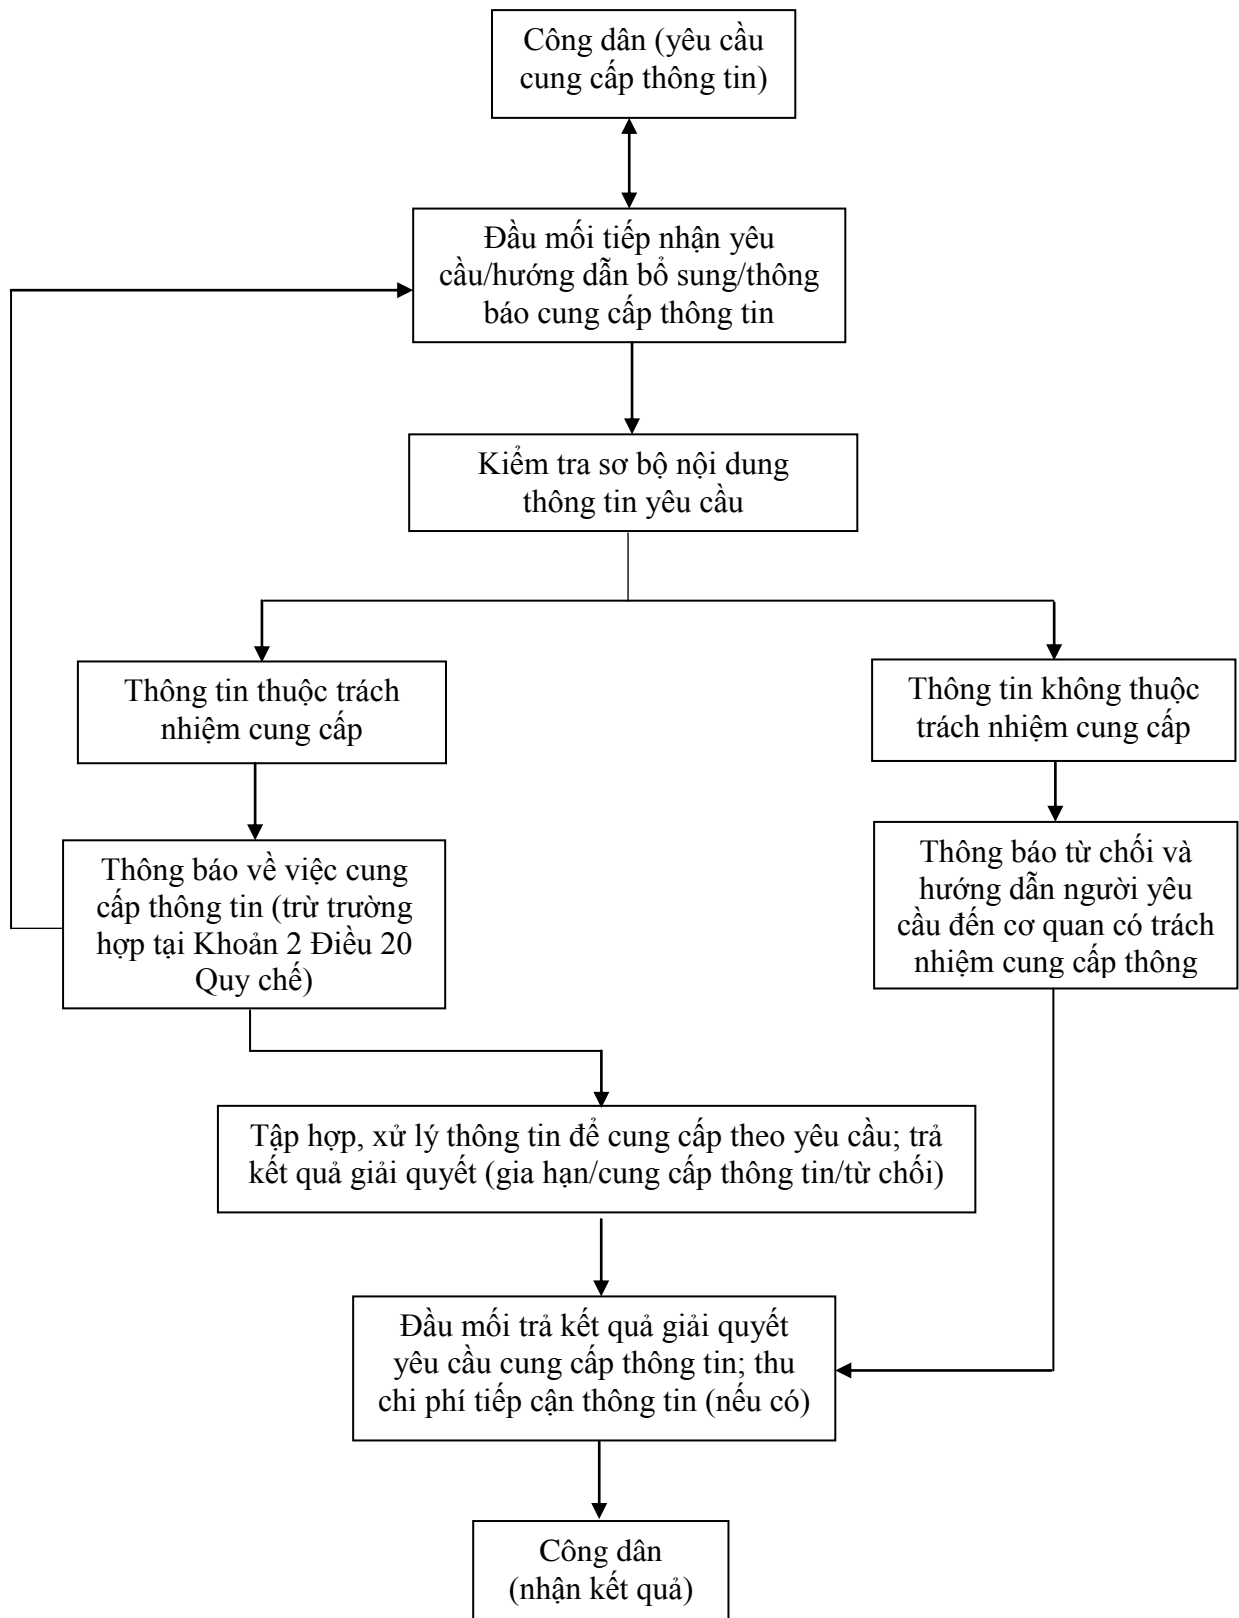 Công dân (yêu cầu
cung cấp thông tin)
Đầu mối tiếp nhận yêu
cầu/hướng dẫn bổ sung/thông
báo cung cấp thông tin
Kiểm tra sơ bộ nội dung
thông tin yêu cầu
Thông tin thuộc trách
nhiệm cung cấp
Thông tin không thuộc
trách nhiệm cung cấp
Thông báo về việc cung
cấp thông tin (trừ trường
hợp tại Khoản 2 Điều 20
Quy chế)
Thông báo từ chối và
hướng dẫn người yêu
cầu đến cơ quan có trách
nhiệm cung cấp thông
Tập hợp, xử lý thông tin để cung cấp theo yêu cầu; trả
kết quả giải quyết (gia hạn/cung cấp thông tin/từ chối)
Đầu mối trả kết quả giải quyết
yêu cầu cung cấp thông tin; thu
chi phí tiếp cận thông tin (nếu có)
Công dân
(nhận kết quả)